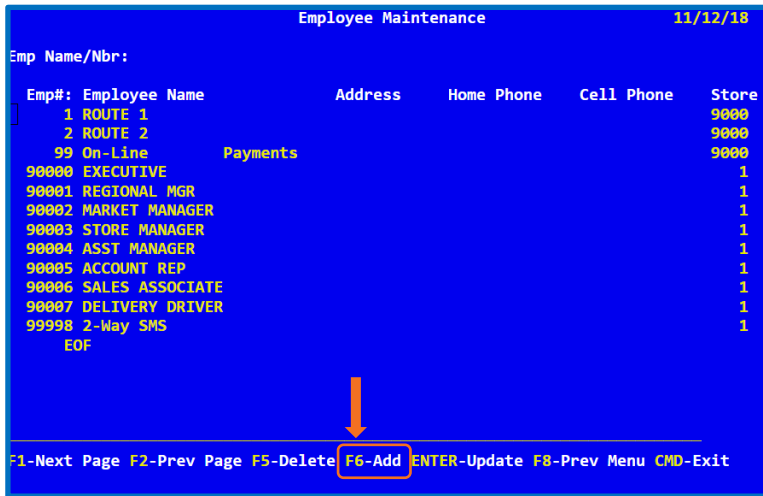 Employee Maintenance 11/12/18
Emp Name/Nbr:
Emp#: Employee Name Address Home Phone Cell Phone Store
1 ROUTE 1 9000
2 ROUTE 2 9000
99 On-Line Payments 9000
90000 EXECUTIVE 1
90001 REGIONAL MGR 1
90002 MARKET MANAGER 1
90003 STORE MANAGER 1
90004 ASST MANAGER 1
90005 ACCOUNT REP 1
90006 SALES ASSOCIATE 1
90007 DELIVERY DRIVER 1
99998 2-Way SMS 1
EOF
F1-Next Page F2-Prev Page F5-Delete F6-Add ENTER-Update F8-Prev Menu CMD-Exit